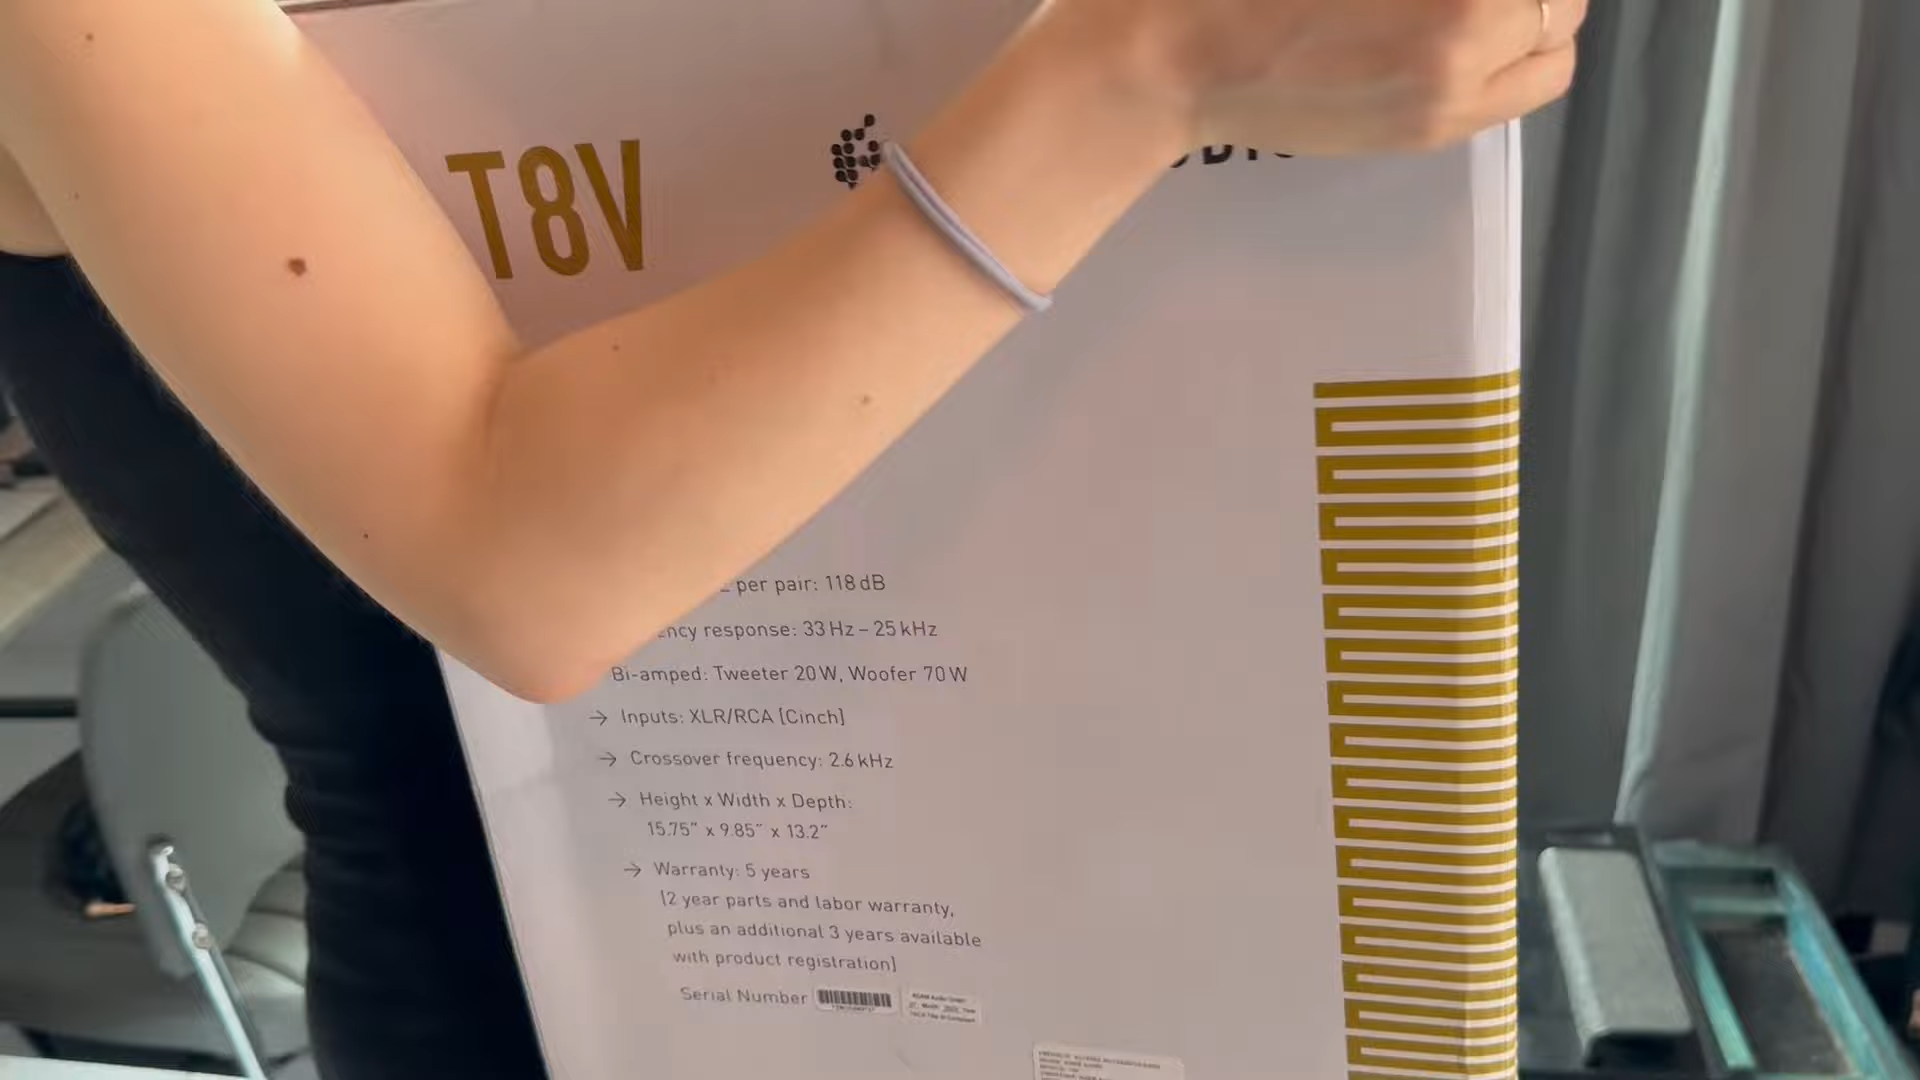 T8V
per pair: 118 dB
response: 33 Hz – 25 kHz
Bi-amped: Tweeter 20 W, Woofer 70 W
→ Inputs: XLR/RCA [Cinch]
→ Crossover frequency: 2.6 kHz
→ Height x Width x Depth:
15.75” x 9.85” x 13.2”
→ Warranty: 5 years
[2 year parts and labor warranty,
plus an additional 3 years available
with product registration]
Serial Number